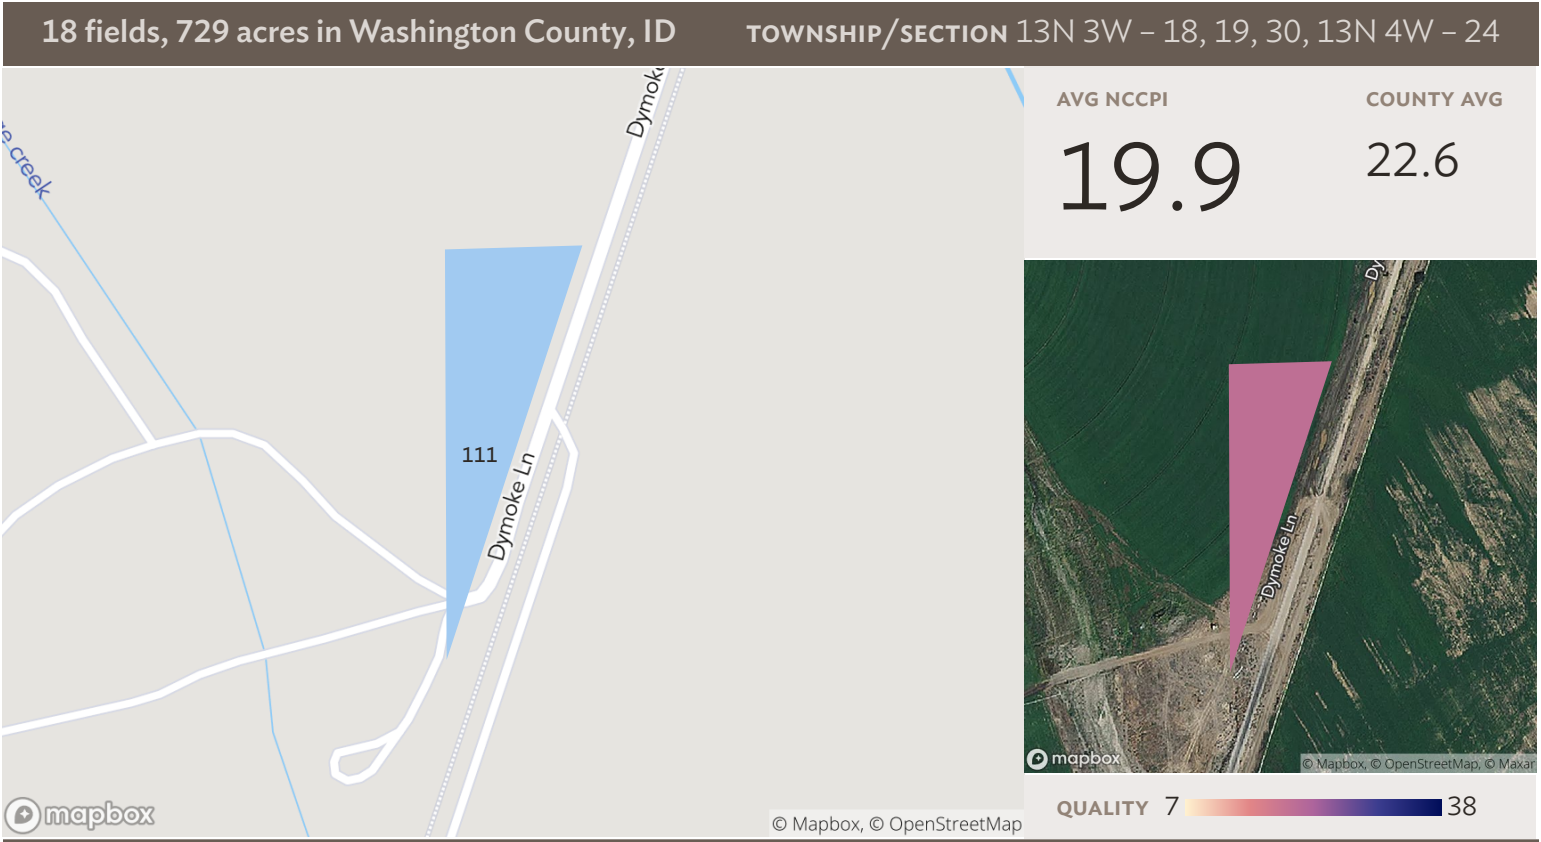 18 fields, 729 acres in Washington County, ID
TOWNSHIP/SECTION 13N 3W – 18, 19, 30, 13N 4W – 24
creek
111
Dymoke Ln
mapbox
© Mapbox, © OpenStreetMap
AVG NCCPI
19.9
COUNTY AVG
22.6
Dymoke Ln
mapbox
© Mapbox, © OpenStreetMap, © Maxar
QUALITY 7 38